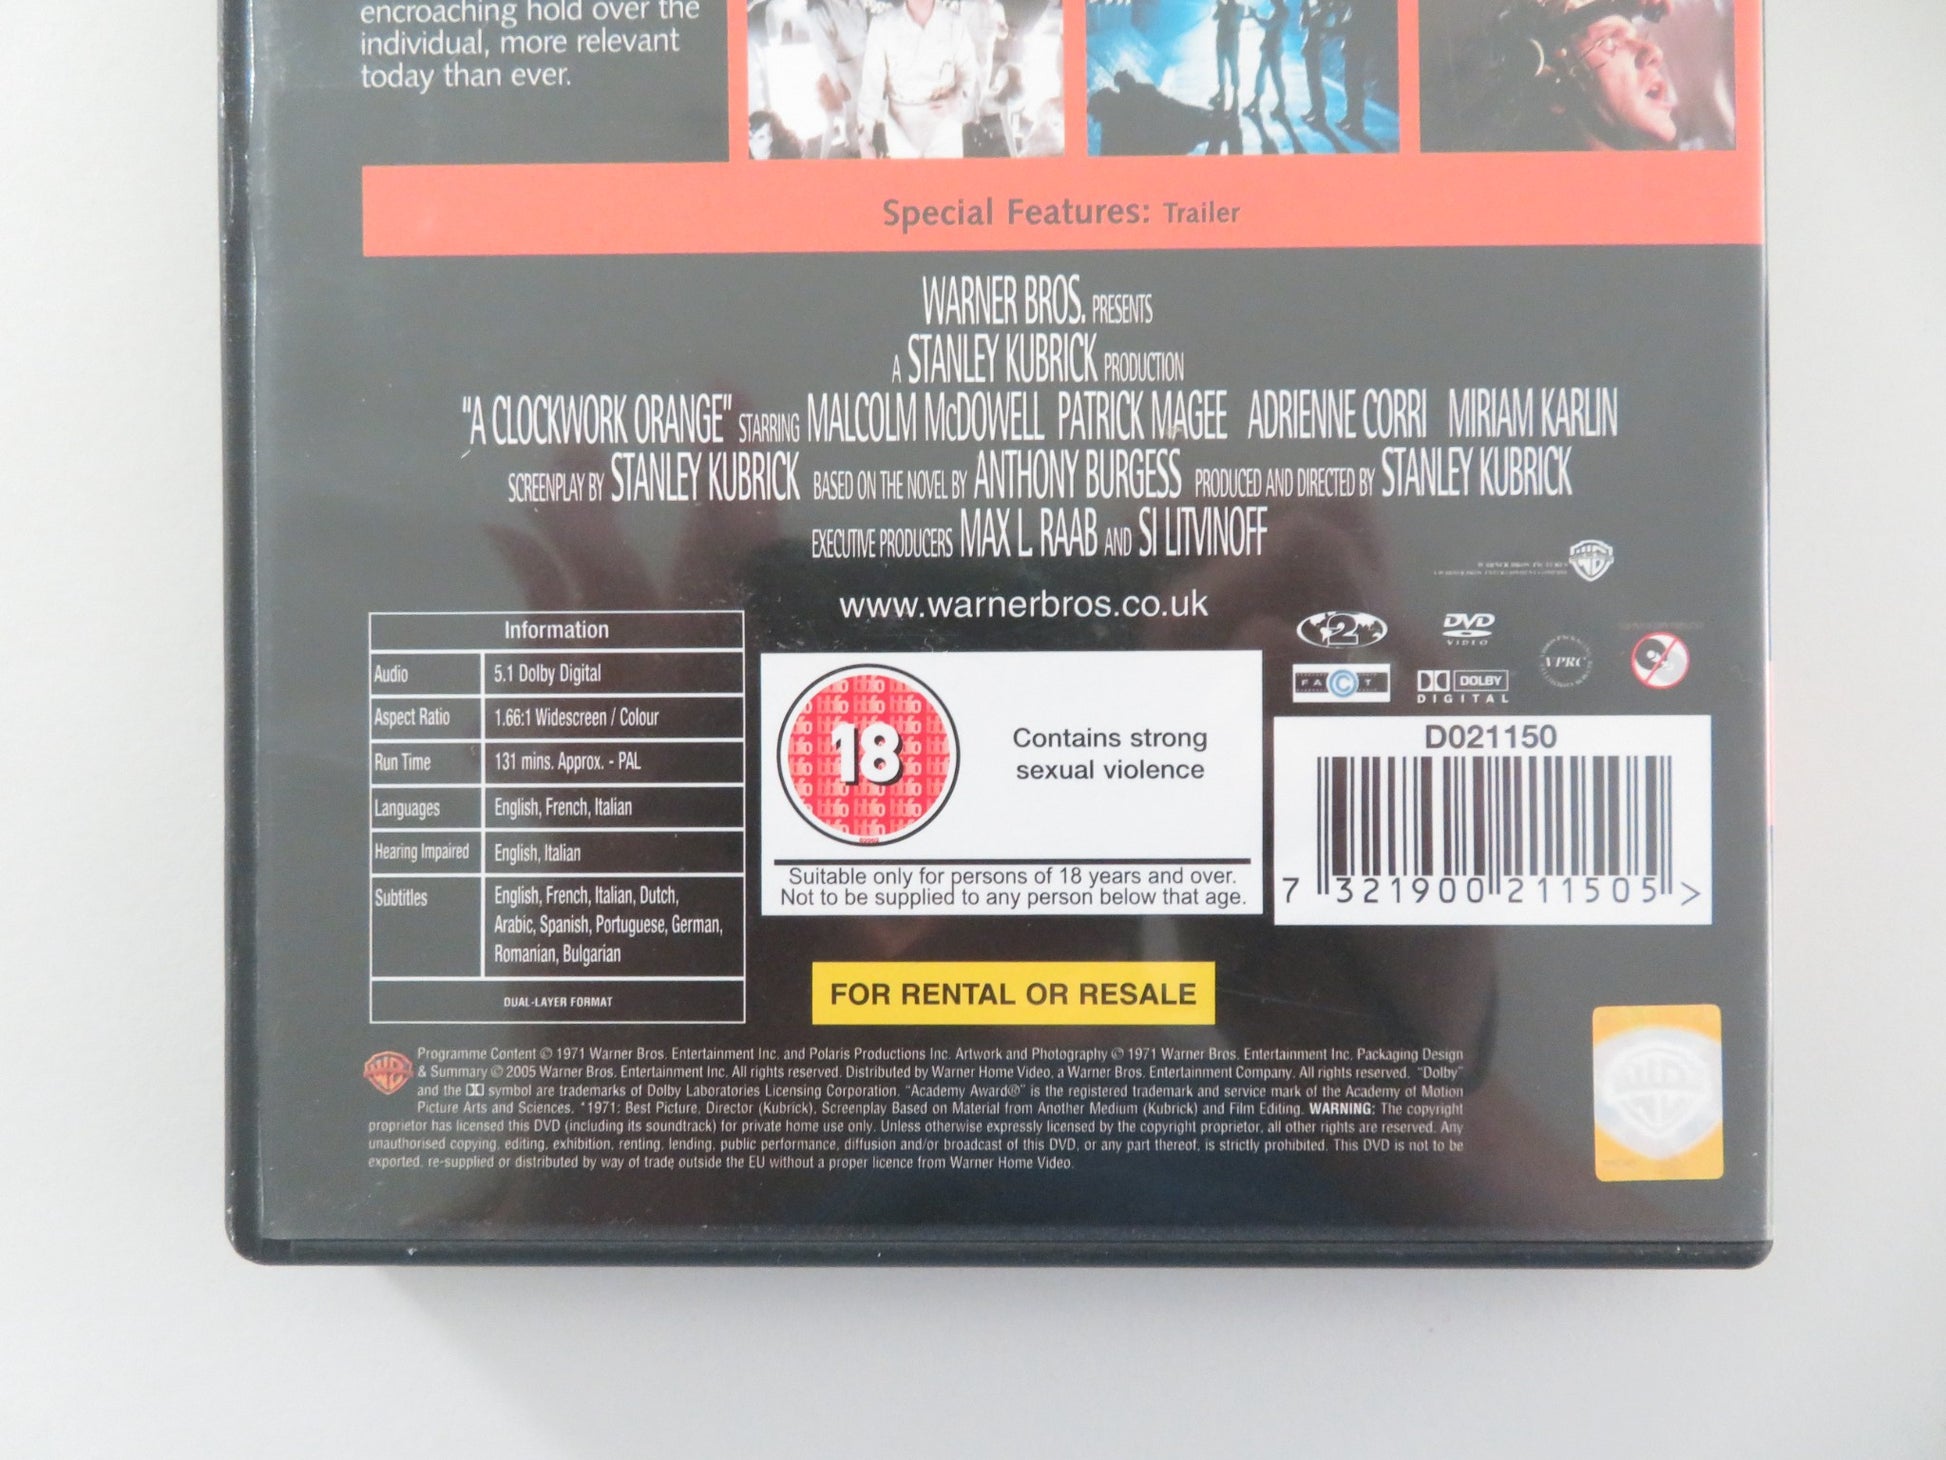 encroaching hold over the
individual, more relevant
today than ever.
Special Features: Trailer
WARNER BROS. PRESENTS
A STANLEY KUBRICK PRODUCTION
"A CLOCKWORK ORANGE" STARRING MALCOLM McDOWELL PATRICK MAGEE ADRIENNE CORRI MIRIAM KARLIN
SCREENPLAY BY STANLEY KUBRICK BASED ON THE NOVEL BY ANTHONY BURGESS PRODUCED AND DIRECTED BY STANLEY KUBRICK
EXECUTIVE PRODUCERS MAX L RAAB AND SI LITVINOFF
www.warnerbros.co.uk
Information
Audio 5.1 Dolby Digital
Aspect Ratio 1.66:1 Widescreen / Colour
Run Time 131 mins. Approx. - PAL
Languages English, French, Italian
Hearing Impaired English, Italian
Subtitles English, French, Italian, Dutch,
Arabic, Spanish, Portuguese, German,
Romanian, Bulgarian
DUAL-LAYER FORMAT
18
Contains strong
sexual violence
Suitable only for persons of 18 years and over.
Not to be supplied to any person below that age.
2
DVD
VIDEO
FACT
DOLBY
DIGITAL
VPRC
D021150
7 321900 211505 >
FOR RENTAL OR RESALE
Programme Content © 1971 Warner Bros. Entertainment Inc. and Polaris Productions Inc. Artwork and Photography © 1971 Warner Bros. Entertainment Inc. Packaging Design
& Summary © 2005 Warner Bros. Entertainment Inc. All rights reserved. Distributed by Warner Home Video, a Warner Bros. Entertainment Company. All rights reserved. "Dolby"
and the symbol are trademarks of Dolby Laboratories Licensing Corporation. "Academy Award®" is the registered trademark and service mark of the Academy of Motion
Picture Arts and Sciences. *1971: Best Picture, Director (Kubrick), Screenplay Based on Material from Another Medium (Kubrick) and Film Editing. WARNING: The copyright
proprietor has licensed this DVD (including its soundtrack) for private home use only. Unless otherwise expressly licensed by the copyright proprietor, all other rights are reserved. Any
unauthorised copying, editing, exhibition, renting, lending, public performance, diffusion and/or broadcast of this DVD, or any part thereof, is strictly prohibited. This DVD is not to be
exported, re-supplied or distributed by way of trade outside the EU without a proper licence from Warner Home Video.